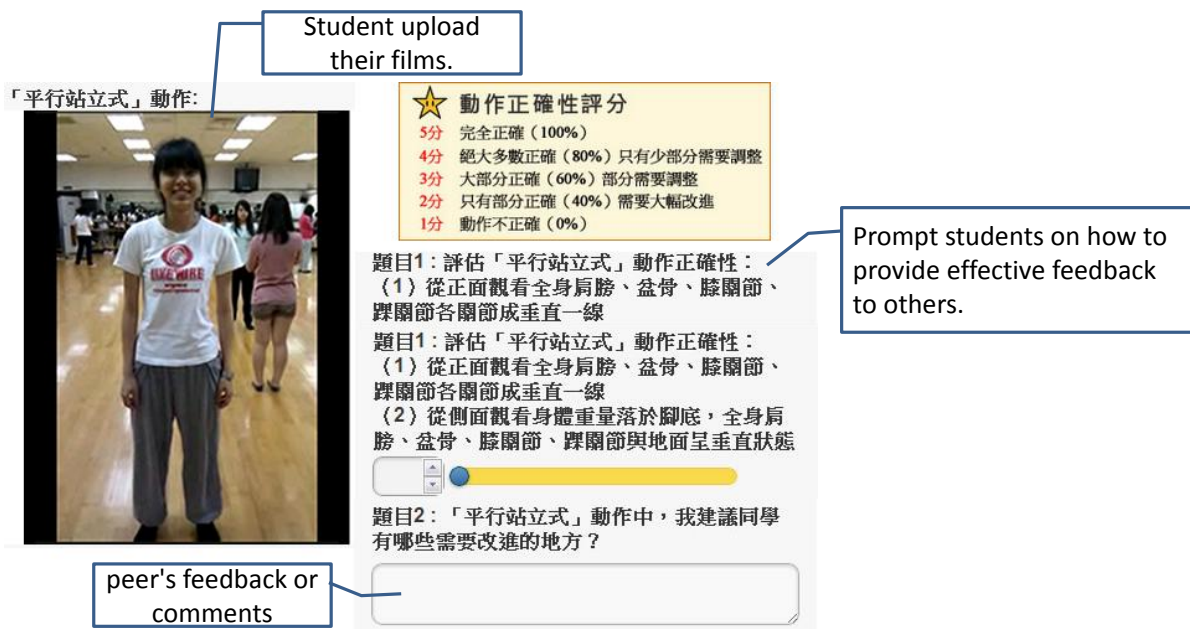 Student upload
their films.
「平行站立式」動作:
動作正確性評分
5分 完全正確（100%）
4分 絕大多數正確（80%）只有少部分需要調整
3分 大部分正確（60%）部分需要調整
2分 只有部分正確（40%）需要大幅改進
1分 動作不正確（0%）
Prompt students on how to
provide effective feedback
to others.
題目1：評估「平行站立式」動作正確性：
（1）從正面觀看全身肩膀、盆骨、膝關節、
踝關節各關節成垂直一線
題目1：評估「平行站立式」動作正確性：
（1）從正面觀看全身肩膀、盆骨、膝關節、
踝關節各關節成垂直一線
（2）從側面觀看身體重量落於腳底，全身肩
膀、盆骨、膝關節、踝關節與地面呈垂直狀態
題目2：「平行站立式」動作中，我建議同學
有哪些需要改進的地方？
peer's feedback or
comments